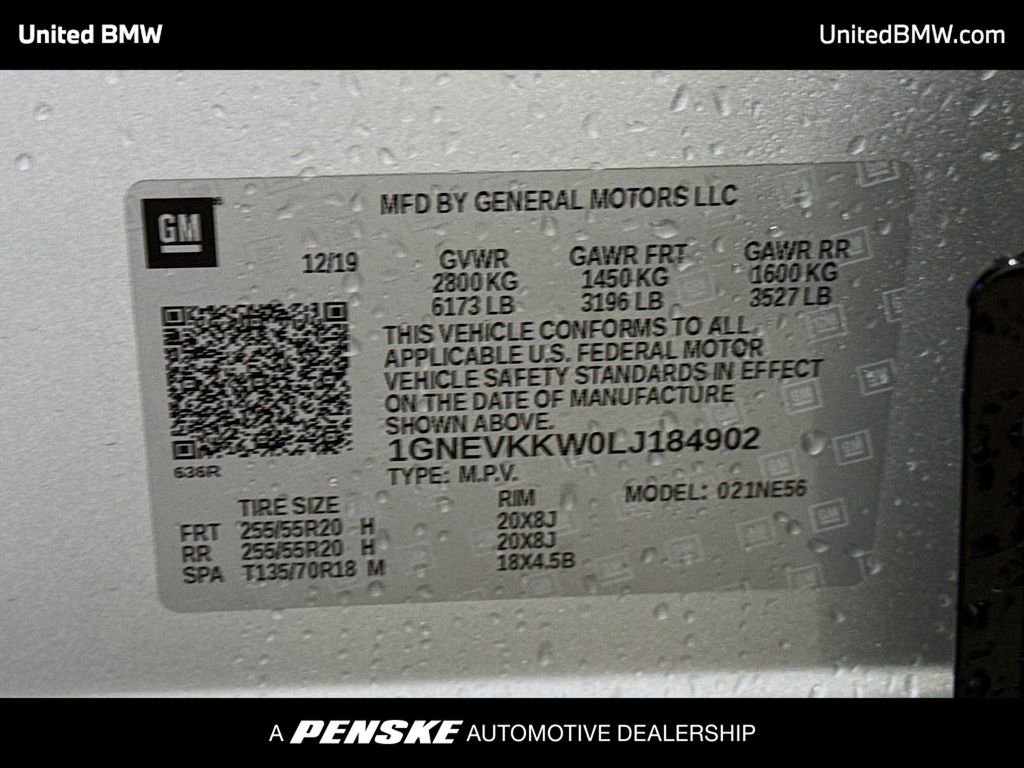 United BMW
UnitedBMW.com
GM
MFD BY GENERAL MOTORS LLC
12/19
GVWR GAWR FRT GAWR RR
2800 KG 1450 KG 1600 KG
6173 LB 3196 LB 3527 LB
THIS VEHICLE CONFORMS TO ALL
APPLICABLE U.S. FEDERAL MOTOR
VEHICLE SAFETY STANDARDS IN EFFECT
ON THE DATE OF MANUFACTURE
SHOWN ABOVE.
1GNEVKKW0LJ184902
636R
TYPE: M.P.V.
TIRE SIZE RIM MODEL: 021NE56
FRT 255/55R20 H 20X8J
RR 255/55R20 H 20X8J
SPA T135/70R18 M 18X4.5B
A PENSKE AUTOMOTIVE DEALERSHIP